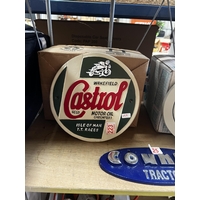 WAKEFIELD
Castrol
MOTOR OIL
ISLE OF MAN
T.T. RACES
TRACTO